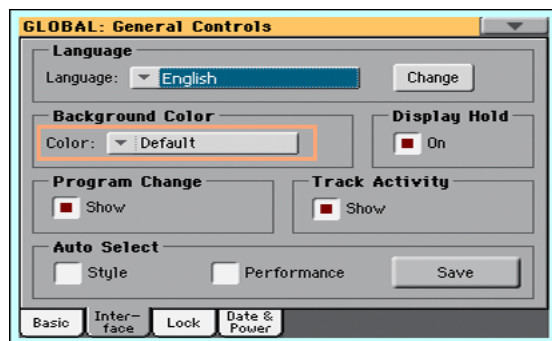 GLOBAL: General Controls
Language
Language: English Change
Background Color Display Hold
Color: Default On
Program Change Track Activity
Show Show
Auto Select
Style Performance Save
Basic Inter-
face Lock Date &
Power